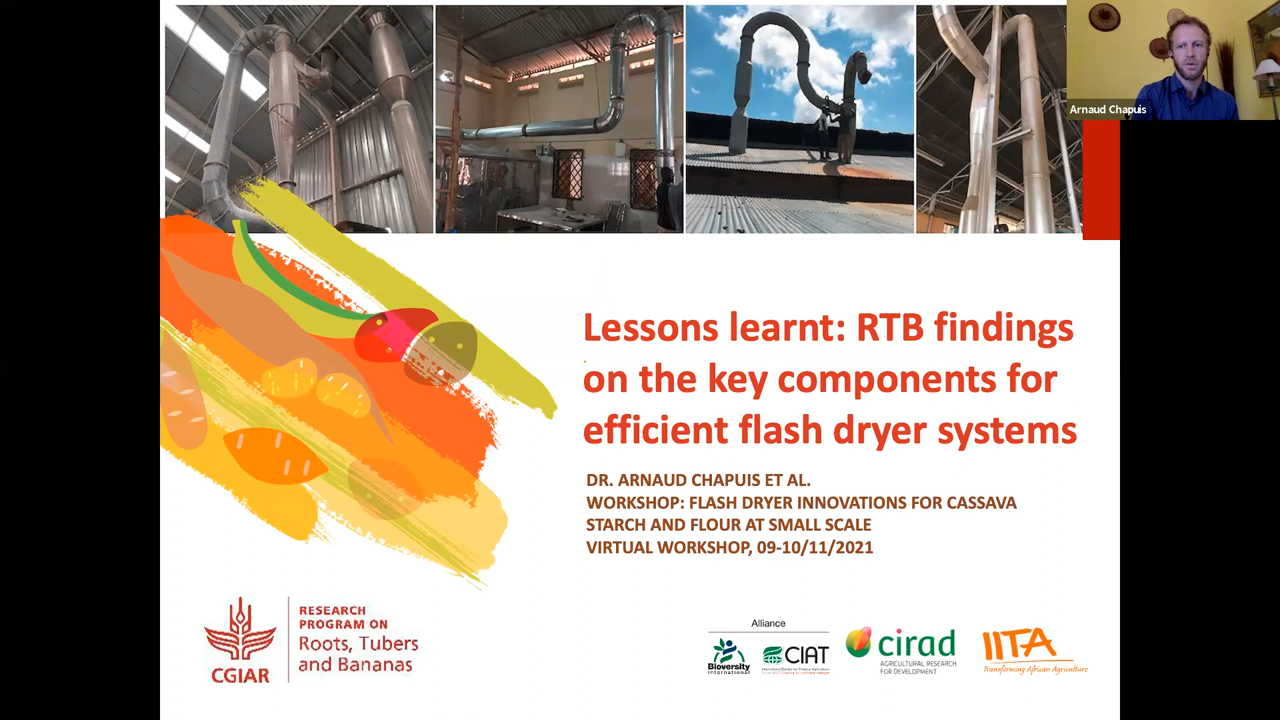 Arnaud Chapuis
Lessons learnt: RTB findings
on the key components for
efficient flash dryer systems
DR. ARNAUD CHAPUIS ET AL.
WORKSHOP: FLASH DRYER INNOVATIONS FOR CASSAVA
STARCH AND FLOUR AT SMALL SCALE
VIRTUAL WORKSHOP, 09-10/11/2021
CGIAR
RESEARCH
PROGRAM ON
Roots, Tubers
and Bananas
Alliance
Bioversity
International
CIAT
cirad
AGRICULTURAL RESEARCH
FOR DEVELOPMENT
IITA
Transforming African Agriculture